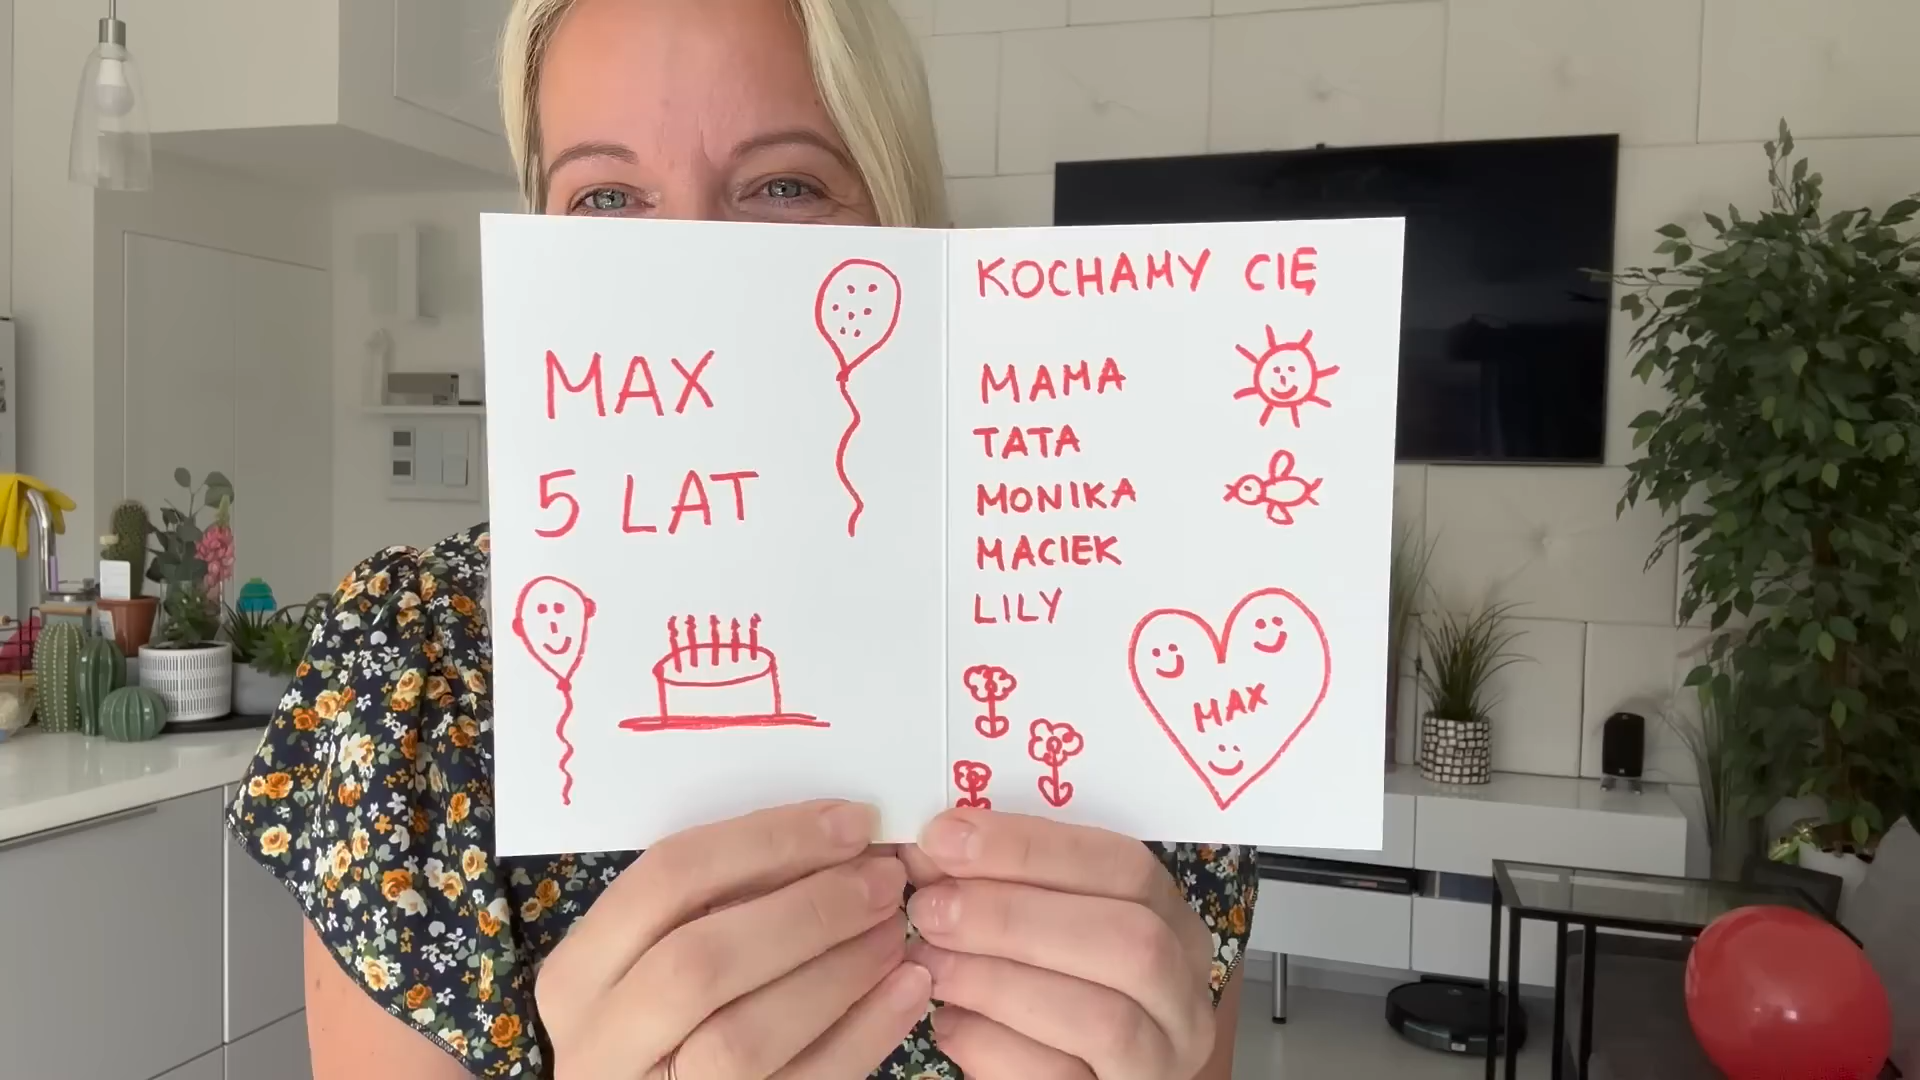 MAX
5 LAT
KOCHAMY CIĘ
MAMA
TATA
MONIKA
MACIEK
LILY
MAX